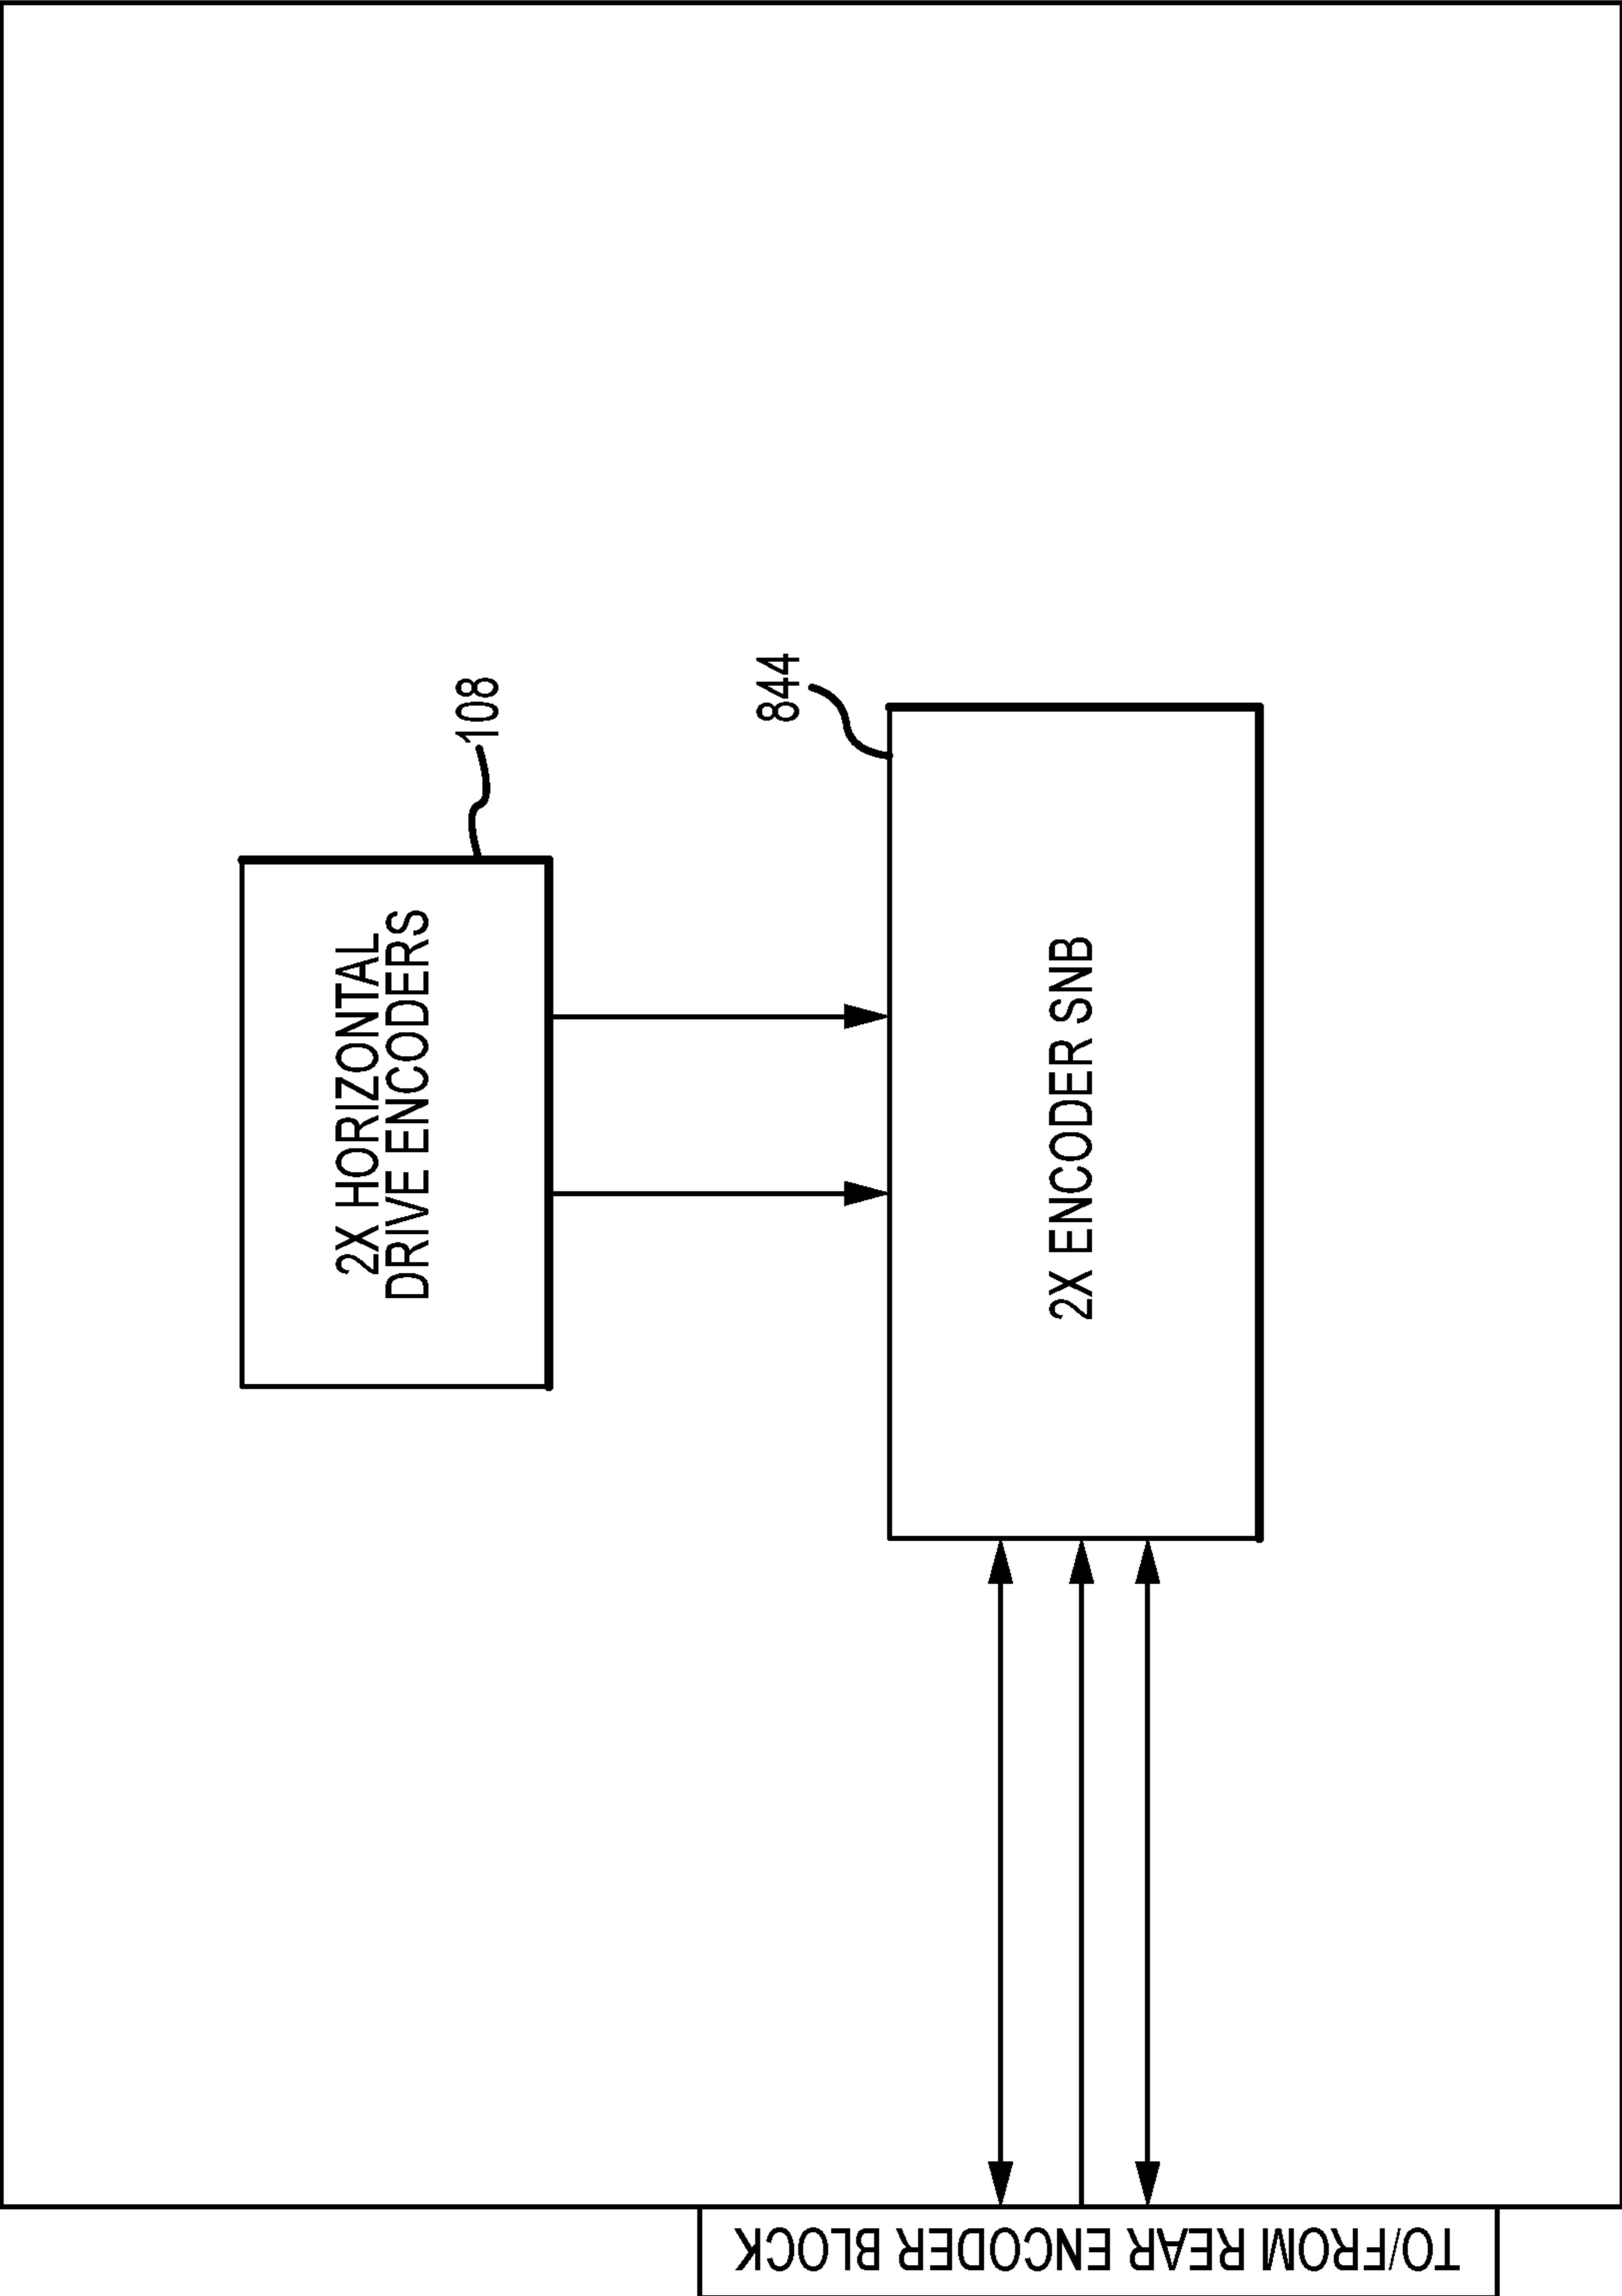 2X HORIZONTAL
DRIVE ENCODERS
108
844
2X ENCODER SNB
TO/FROM REAR ENCODER BLOCK